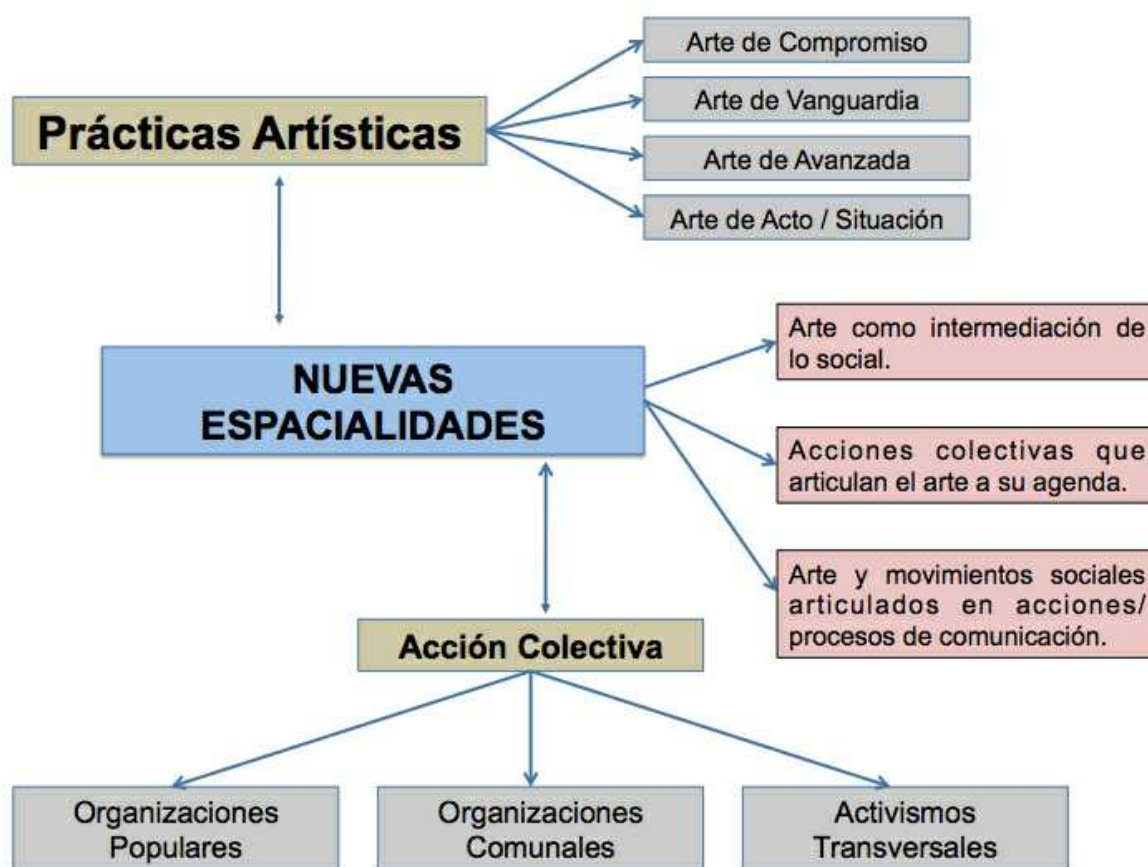 Arte de Compromiso
Prácticas Artísticas
Arte de Vanguardia
Arte de Avanzada
Arte de Acto / Situación
NUEVAS
ESPACIALIDADES
Arte como intermediación de
lo social.
Acciones colectivas que
articulan el arte a su agenda.
Arte y movimientos sociales
articulados en acciones/
procesos de comunicación.
Acción Colectiva
Organizaciones
Populares
Organizaciones
Comunales
Activismos
Transversales